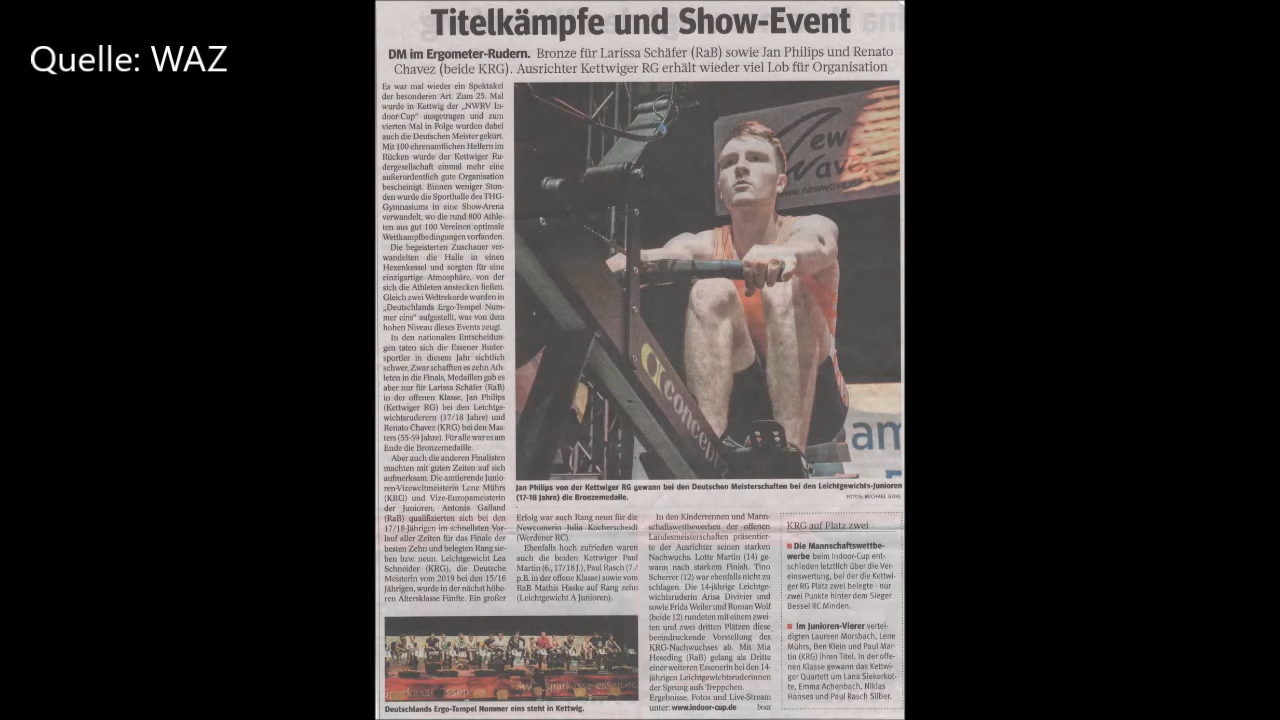 Quelle: WAZ
Titelkämpfe und Show-Event
DM im Ergometer-Rudern. Bronze für Larissa Schäfer (RaB) sowie Jan Philips und Renato
Chavez (beide KRG). Ausrichter Kettwiger RG erhält wieder viel Lob für Organisation
Es war mal wieder ein Spektakel
der besonderen Art. Zum 25. Mal
wurde in Kettwig der „NWRV In-
door-Cup“ ausgetragen und zum
vierten Mal in Folge wurden dabei
auch die Deutschen Meister gekürt.
Mit 100 ehrenamtlichen Helfern im
Rücken wurde der Kettwiger Ru-
dergesellschaft einmal mehr eine
außerordentlich gute Organisation
bescheinigt. Binnen weniger Stun-
den wurde die Sporthalle des THG-
Gymnasiums in eine Show-Arena
verwandelt, wo die rund 800 Athle-
ten aus gut 100 Vereinen optimale
Wettkampfbedingungen vorfanden.
Die begeisterten Zuschauer ver-
wandelten die Halle in einen
Hexenkessel und sorgten für eine
einzigartige Atmosphäre, von der
sich die Athleten anstecken ließen.
Gleich zwei Weltrekorde wurden in
„Deutschlands Ergo-Tempel Num-
mer eins“ aufgestellt, was von dem
hohen Niveau dieses Events zeugt.
In den nationalen Entscheidun-
gen taten sich die Essener Ruder-
sportler in diesem Jahr sichtlich
schwer. Zwar schafften es zehn Ath-
leten in die Finals, Medaillen gab es
aber nur für Larissa Schäfer (RaB)
in der offenen Klasse, Jan Philips
(Kettwiger RG) bei den Leichtge-
wichtsruderern (17/18 Jahre) und
Renato Chavez (KRG) bei den Mas-
ters (55-59 Jahre). Für alle war es am
Ende die Bronzemedaille.
Aber auch die anderen Finalisten
machten mit guten Zeiten auf sich
aufmerksam. Die amtierende Junio-
ren-Vizeweltmeisterin Lene Mührs
(KRG) und Vize-Europameisterin
der Junioren, Antonia Galland
(RaB) qualifizierten sich bei den
17/18-Jährigen im schnellsten Vor-
lauf aller Zeiten für das Finale der
besten Zehn und belegten Rang sie-
ben bzw. neun. Leichtgewicht Lea
Schneider (KRG), die Deutsche
Meisterin vom 2019 bei den 15/16
Jährigen, wurde in der nächst höhe-
ren Altersklasse Fünfte. Ein großer
New
Wave
www.newwave.de
concept
am
Jan Philips von der Kettwiger RG gewann bei den Deutschen Meisterschaften bei den Leichtgewichts-Junioren
(17-18 Jahre) die Bronzemedaille.
FOTOS: MICHAEL GOHL
Erfolg war auch Rang neun für die
Newcomerin Julia Kocherscheidt
(Werdener RC).
Ebenfalls hoch zufrieden waren
auch die beiden Kettwiger Paul
Martin (6., 17/18 J.), Paul Rasch (7./
p.B. in der offene Klasse) sowie vom
RaB Mathis Haske auf Rang zehn
(Leichtgewicht A Junioren).
Sparkasse Essen
www.sparkasse-essen.de
Deutschlands Ergo-Tempel Nummer eins steht in Kettwig.
In den Kinderrennen und Mann-
schaftswettbewerben der offenen
Landesmeisterschaften präsentier-
te der Ausrichter seinen starken
Nachwuchs. Lotte Martin (14) ge-
wann nach starkem Finish. Tino
Scherrer (12) war ebenfalls nicht zu
schlagen. Die 14-jährige Leichtge-
wichtsruderin Arisa Divivier und
sowie Frida Weiler und Roman Wolf
(beide 12) rundeten mit einem zwei-
ten und zwei dritten Plätzen diese
beeindruckende Vorstellung des
KRG-Nachwuchses ab. Mit Mia
Heseding (RaB) gelang als Dritte
einer weiteren Essenerin bei den 14-
jährigen Leichtgewichtsruderinnen
der Sprung aufs Treppchen.
Ergebnisse, Fotos und Live-Stream
unter: www.indoor-cup.de boat
KRG auf Platz zwei
Die Mannschaftswettbe-
werbe beim Indoor-Cup ent-
schieden letztlich über die Ver-
einswertung, bei der die Kettwi-
ger RG Platz zwei belegte - nur
zwei Punkte hinter dem Sieger
Bessel RC Minden.
Im Junioren-Vierer vertei-
digten Laureen Morsbach, Lene
Mührs, Ben Klein und Paul Mar-
tin (KRG) ihren Titel. In der offe-
nen Klasse gewann das Kettwi-
ger Quartett um Lana Siekerkot-
te, Emma Achenbach, Niklas
Hanses und Paul Rasch Silber.